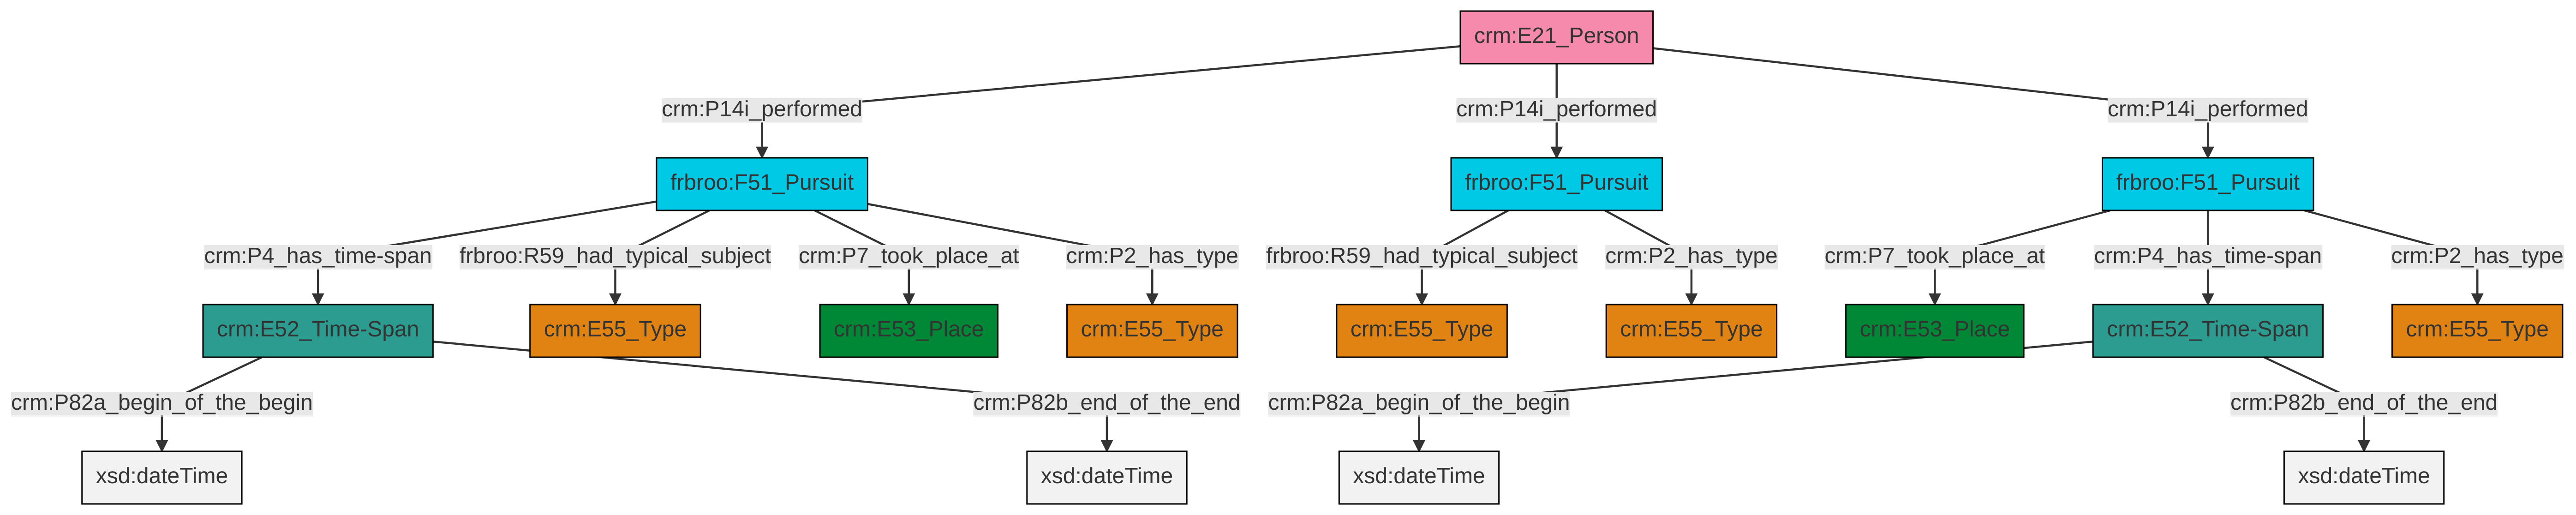 crm:E21_Person
crm:P14i_performed
crm:P14i_performed
crm:P14i_performed
frbroo:F51_Pursuit
frbroo:F51_Pursuit
frbroo:F51_Pursuit
crm:P4_has_time-span
frbroo:R59_had_typical_subject
crm:P7_took_place_at
crm:P2_has_type
frbroo:R59_had_typical_subject
crm:P2_has_type
crm:P7_took_place_at
crm:P4_has_time-span
crm:P2_has_type
crm:E52_Time-Span
crm:E55_Type
crm:E53_Place
crm:E55_Type
crm:E55_Type
crm:E55_Type
crm:E53_Place
crm:E52_Time-Span
crm:E55_Type
crm:P82a_begin_of_the_begin
crm:P82b_end_of_the_end
crm:P82a_begin_of_the_begin
crm:P82b_end_of_the_end
xsd:dateTime
xsd:dateTime
xsd:dateTime
xsd:dateTime